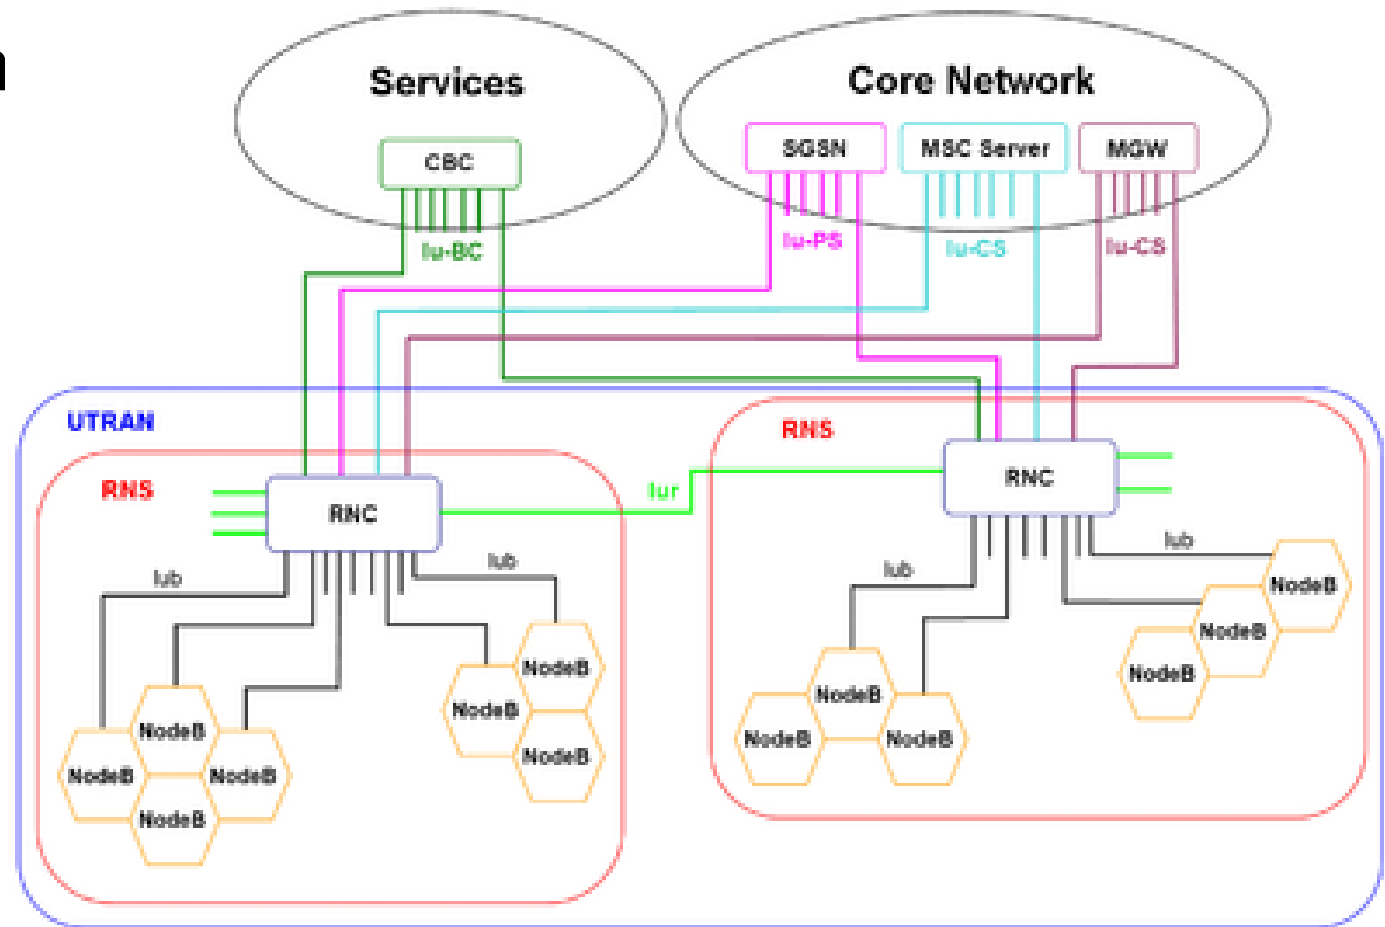 Services
Core Network
CBC
SGSN
MSC Server
MGW
Iu-BC
Iu-PS
Iu-CS
Iu-CS
UTRAN
RNS
RNS
RNC
RNC
Iur
Iub
Iub
Iub
Iub
NodeB
NodeB
NodeB
NodeB
NodeB
NodeB
NodeB
NodeB
NodeB
NodeB
NodeB
NodeB
NodeB